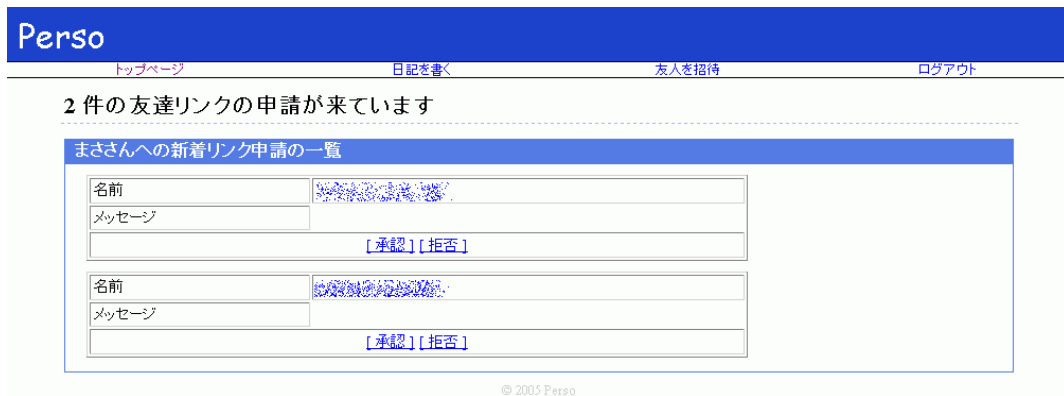 Perso
トップページ 日記を書く 友人を招待 ログアウト
2 件の友達リンクの申請が来ています
まささんへの新着リンク申請の一覧
名前
メッセージ
[ 承認 ] [ 拒否 ]
名前
メッセージ
[ 承認 ] [ 拒否 ]
© 2005 Perso